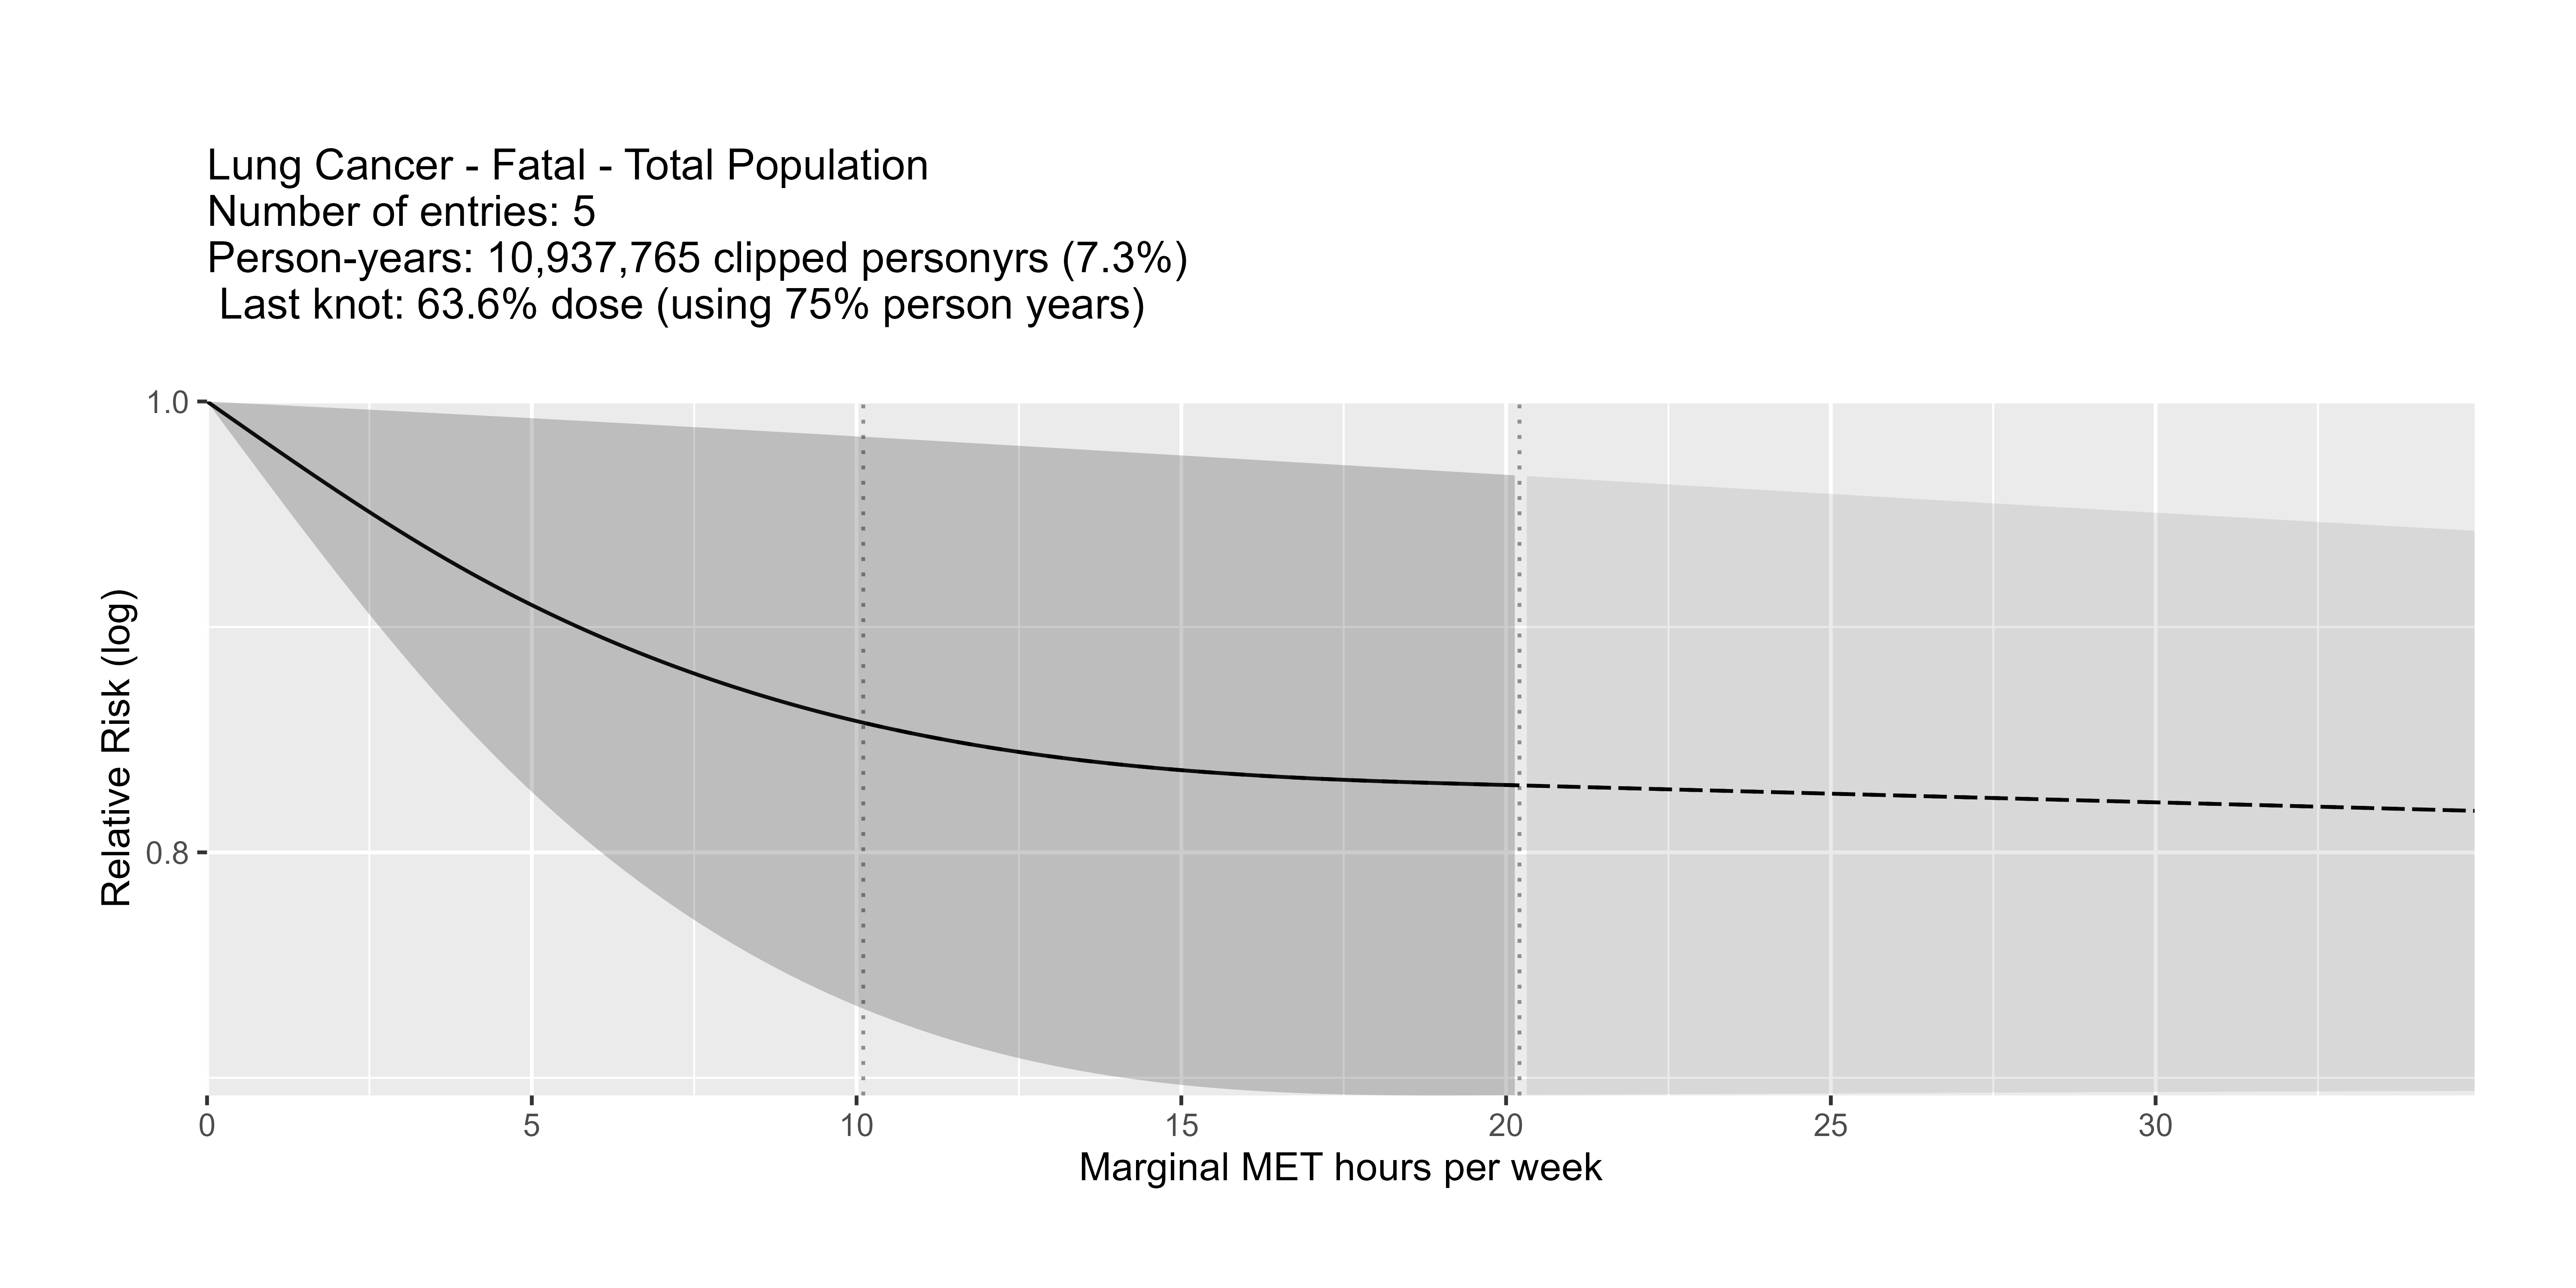 Lung Cancer - Fatal - Total Population
Number of entries: 5
Person-years: 10,937,765 clipped personyrs (7.3%)
Last knot: 63.6% dose (using 75% person years)
1.0
0.8
Relative Risk (log)
0 5 10 15 20 25 30
Marginal MET hours per week